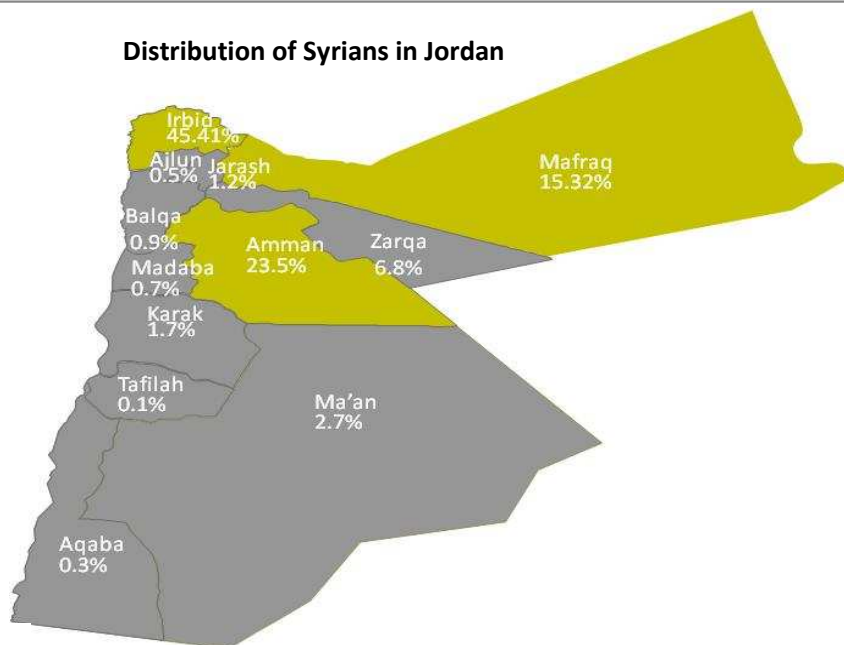 Distribution of Syrians in Jordan
Irbid
45.41%
Ajlun
0.5%
Jarash
1.2%
Mafraq
15.32%
Balqa
0.9%
Amman
23.5%
Zarqa
6.8%
Madaba
0.7%
Karak
1.7%
Tafilah
0.1%
Ma’an
2.7%
Aqaba
0.3%